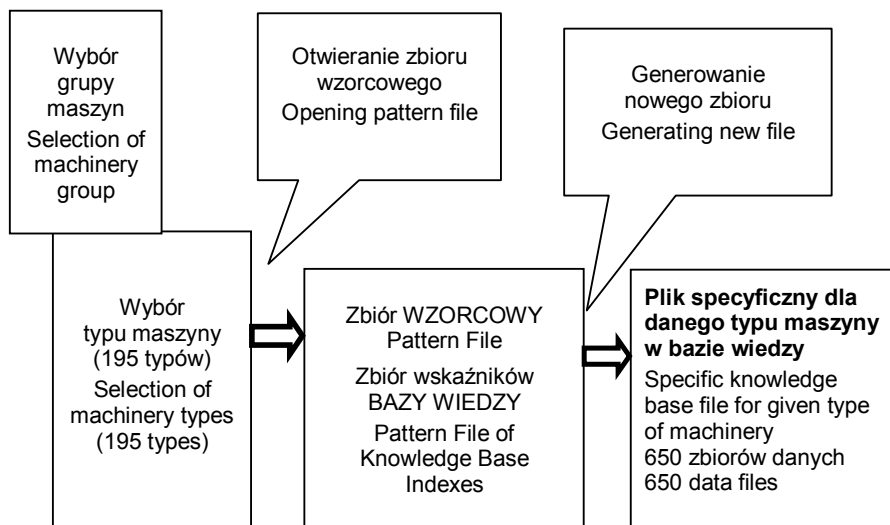 Wybór
grupy
maszyn
Selection of
machinery
group
Otwieranie zbioru
wzorcowego
Opening pattern file
Generowanie
nowego zbioru
Generating new file
Wybór
typu maszyny
(195 typów)
Selection of
machinery types
(195 types)
Zbiór WZORCOWY
Pattern File
Zbiór wskaźników
BAZY WIEDZY
Pattern File of
Knowledge Base
Indexes
Plik specyficzny dla
danego typu maszyny
w bazie wiedzy
Specific knowledge
base file for given type
of machinery
650 zbiorów danych
650 data files